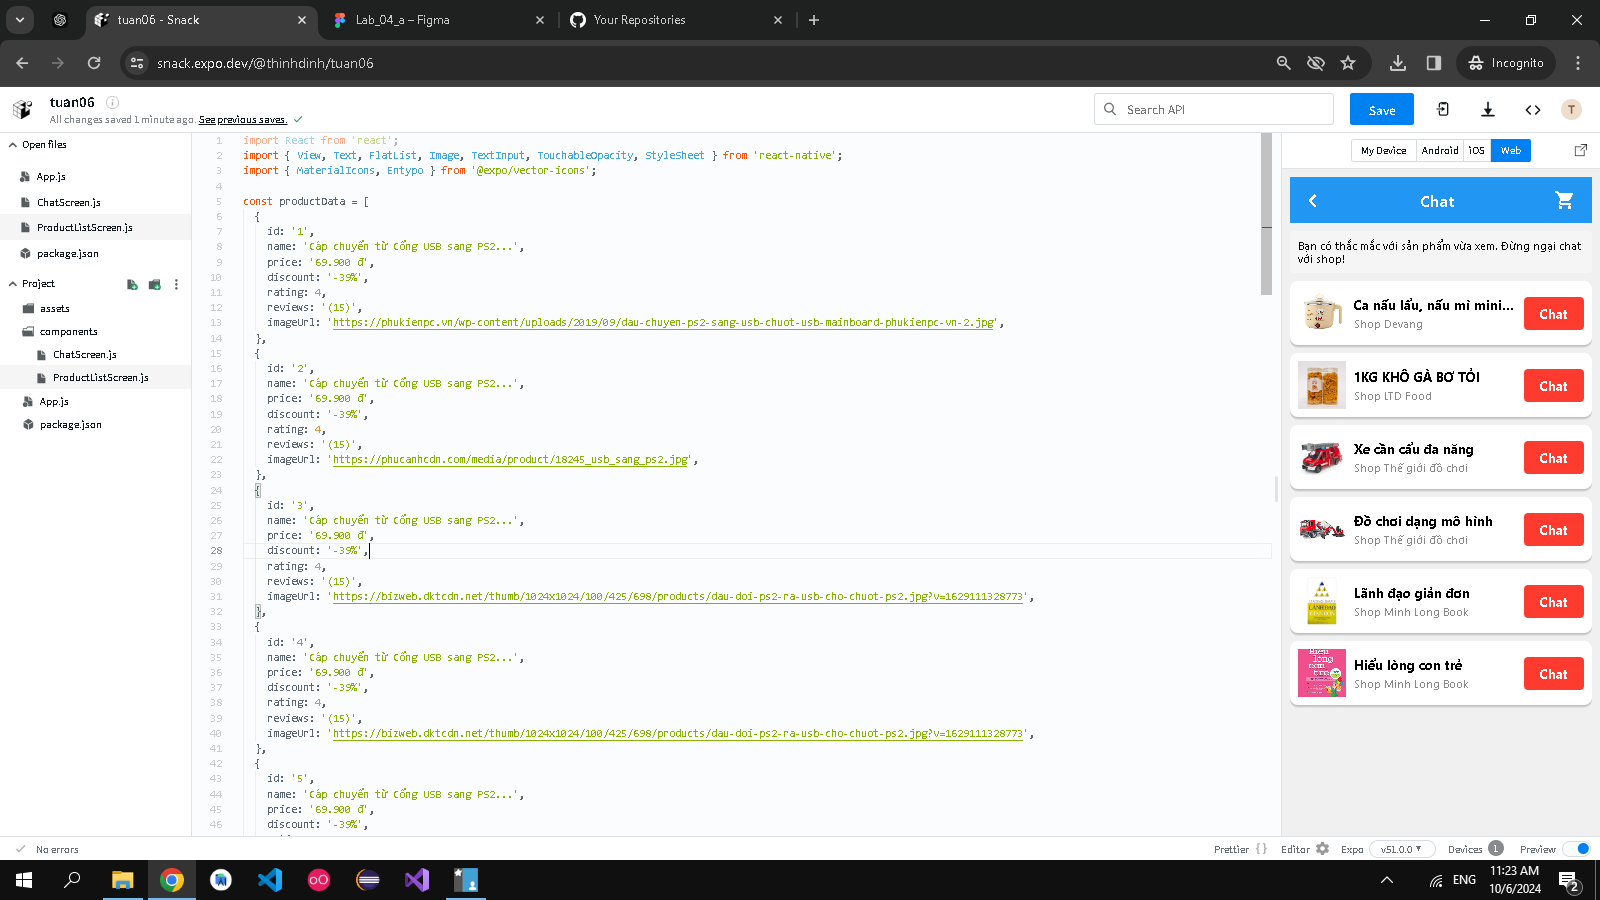 tuan06 - Snack
Lab_04_a – Figma
Your Repositories
snack.expo.dev/@thinhdinh/tuan06
Incognito
tuan06
All changes saved 1 minute ago. See previous saves.
Search API
Save
T
Open files
App.js
ChatScreen.js
ProductListScreen.js
package.json
Project
assets
components
ChatScreen.js
ProductListScreen.js
App.js
package.json
1 import React from 'react';
2 import { View, Text, FlatList, Image, TextInput, TouchableOpacity, StyleSheet } from 'react-native';
3 import { MaterialIcons, Entypo } from '@expo/vector-icons';
4
5 const productData = [
6 {
7 id: '1',
8 name: 'Cáp chuyển từ Cổng USB sang PS2...',
9 price: '69.900 đ',
10 discount: '-39%',
11 rating: 4,
12 reviews: '(15)',
13 imageUrl: 'https://phukienpc.vn/wp-content/uploads/2019/09/dau-chuyen-ps2-sang-usb-chuot-usb-mainboard-phukienpc-vn-2.jpg',
14 },
15 {
16 id: '2',
17 name: 'Cáp chuyển từ Cổng USB sang PS2...',
18 price: '69.900 đ',
19 discount: '-39%',
20 rating: 4,
21 reviews: '(15)',
22 imageUrl: 'https://phucanhcdn.com/media/product/18245_usb_sang_ps2.jpg',
23 },
24 {
25 id: '3',
26 name: 'Cáp chuyển từ Cổng USB sang PS2...',
27 price: '69.900 đ',
28 discount: '-39%',
29 rating: 4,
30 reviews: '(15)',
31 imageUrl: 'https://bizweb.dktcdn.net/thumb/1024x1024/100/425/698/products/dau-doi-ps2-ra-usb-cho-chuot-ps2.jpg?v=1629111328773',
32 },
33 {
34 id: '4',
35 name: 'Cáp chuyển từ Cổng USB sang PS2...',
36 price: '69.900 đ',
37 discount: '-39%',
38 rating: 4,
39 reviews: '(15)',
40 imageUrl: 'https://bizweb.dktcdn.net/thumb/1024x1024/100/425/698/products/dau-doi-ps2-ra-usb-cho-chuot-ps2.jpg?v=1629111328773',
41 },
42 {
43 id: '5',
44 name: 'Cáp chuyển từ Cổng USB sang PS2...',
45 price: '69.900 đ',
46 discount: '-39%',
My Device Android iOS Web
Chat
Bạn có thắc mắc với sản phẩm vừa xem. Đừng ngại chat
với shop!
Ca nấu lẩu, nấu mì mini...
Shop Devang
Chat
1KG KHÔ GÀ BƠ TỎI
Shop LTD Food
Chat
Xe cần cẩu đa năng
Shop Thế giới đồ chơi
Chat
Đồ chơi dạng mô hình
Shop Thế giới đồ chơi
Chat
LÃNH ĐẠO
Lãnh đạo giản đơn
Shop Minh Long Book
Chat
Hiểu
lòng
con
trẻ
Hiểu lòng con trẻ
Shop Minh Long Book
Chat
No errors
Prettier {} Editor Expo v51.0.0 Devices 1 Preview
ENG
11:23 AM
10/6/2024
2